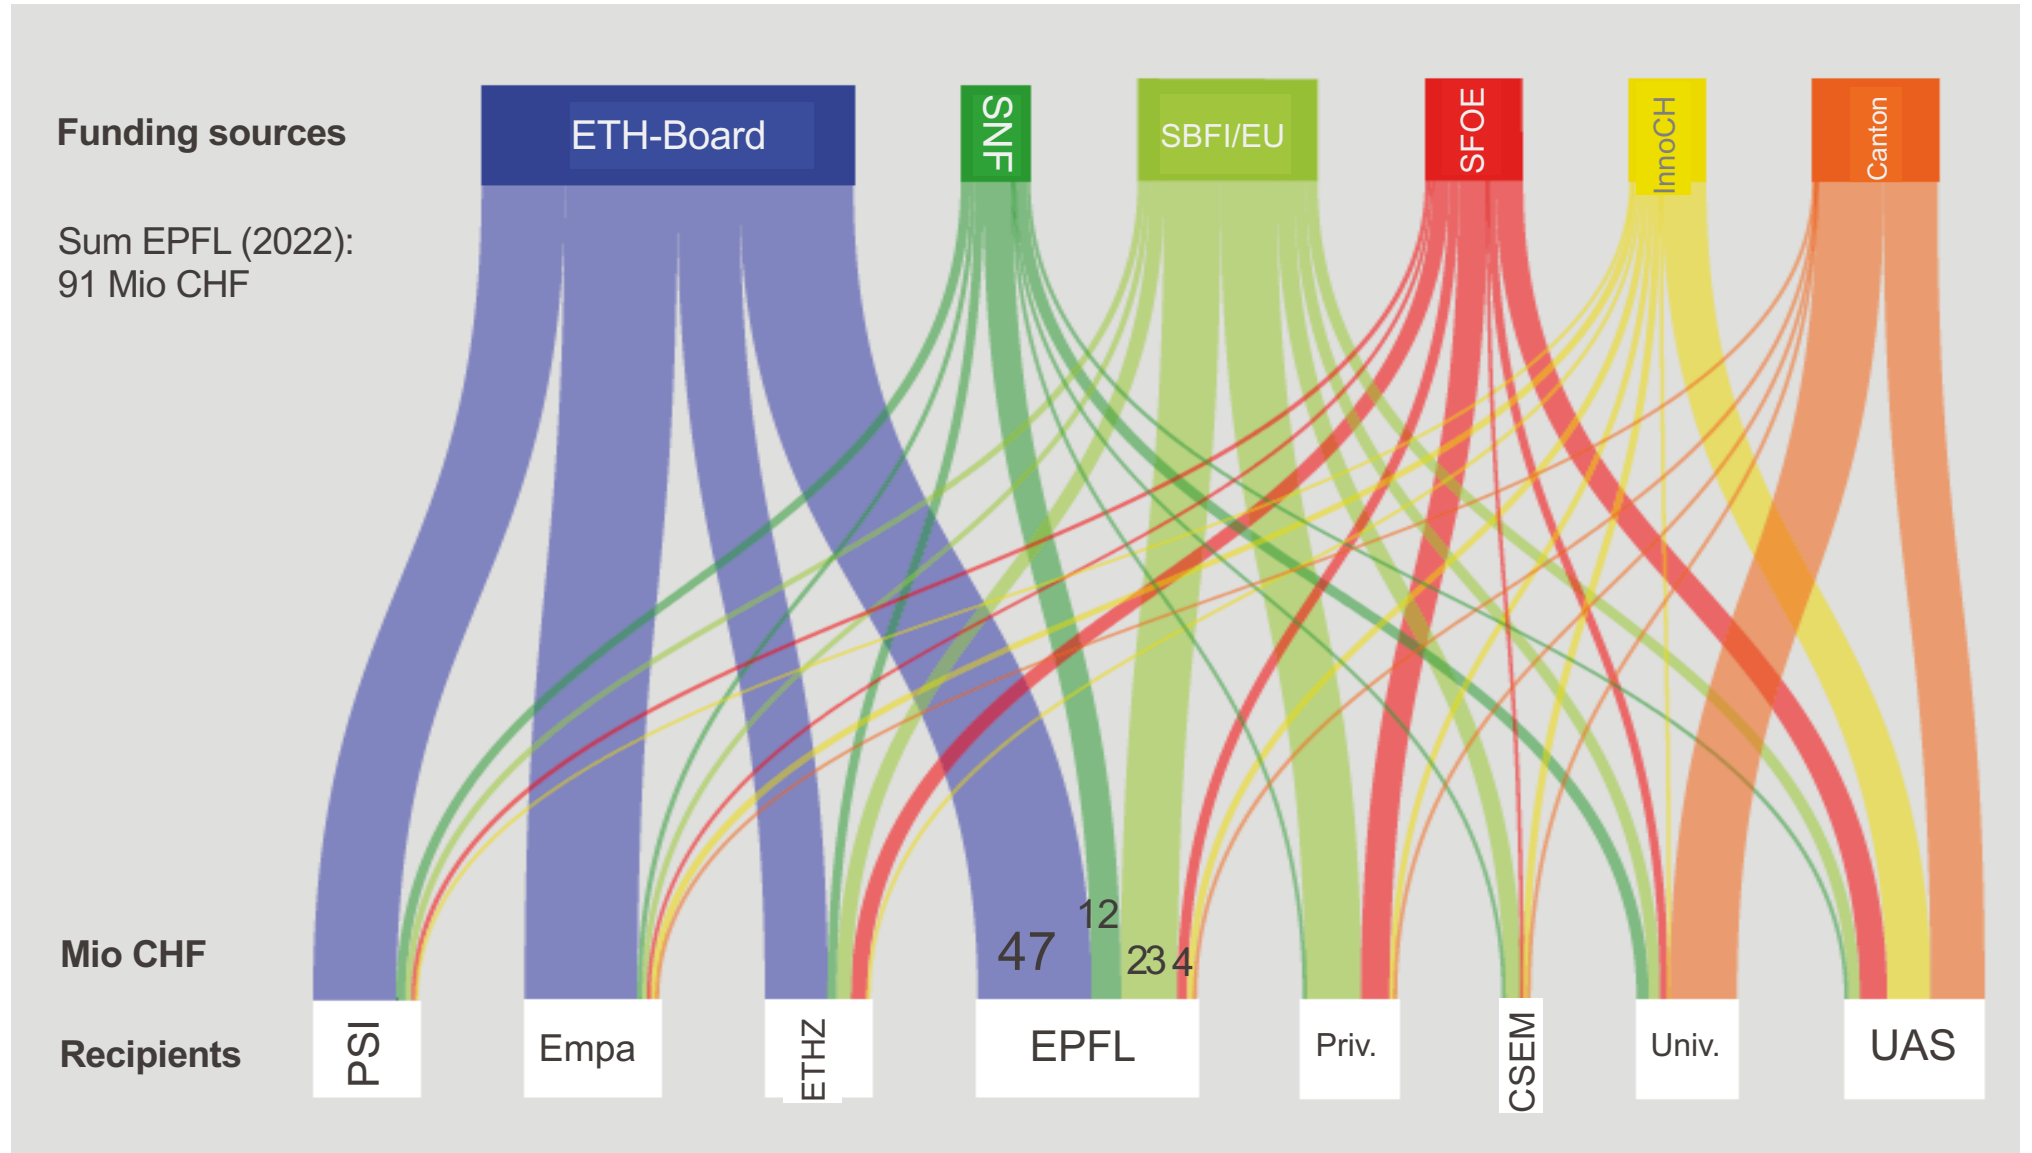 Funding sources
ETH-Board
SNF
SBFI/EU
SFOE
InnoCH
Canton
Sum EPFL (2022):
91 Mio CHF
Mio CHF
47
12
23
4
Recipients
PSI
Empa
ETHZ
EPFL
Priv.
CSEM
Univ.
UAS